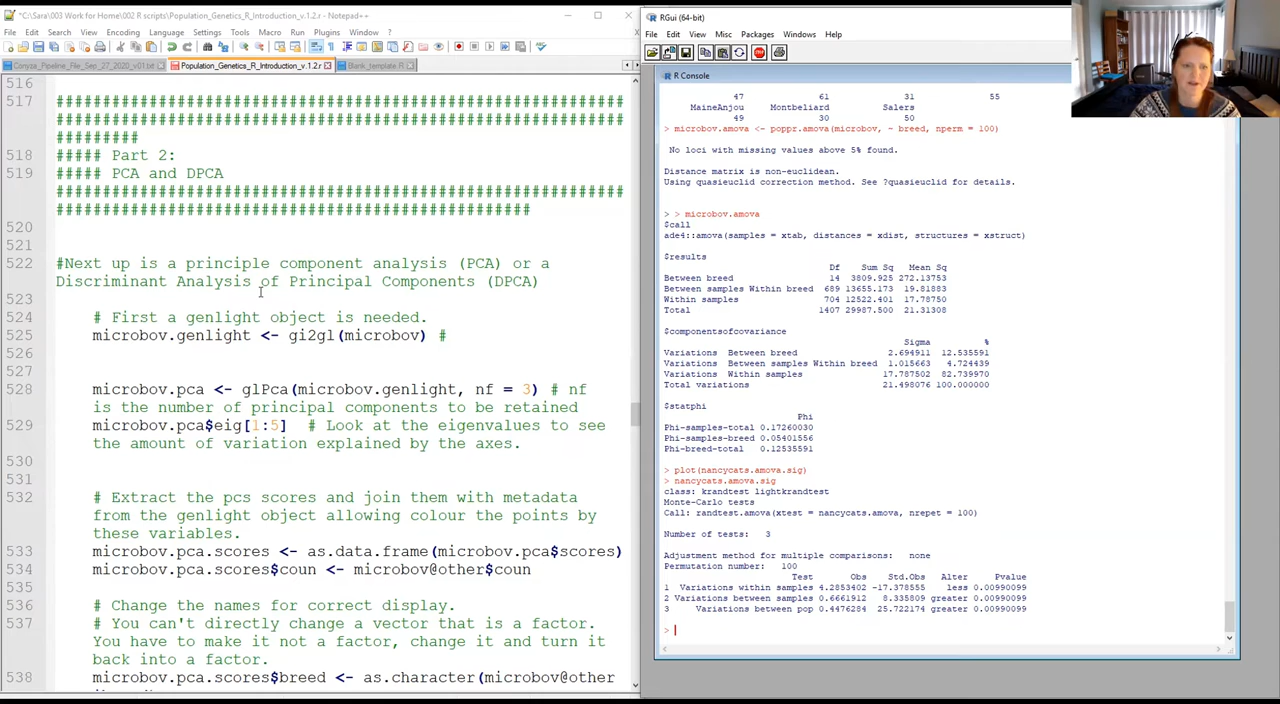 *C:\Sara\003 Work for Home\002 R scripts\Population_Genetics_R_Introduction_v.1.2.r - Notepad++
File Edit Search View Encoding Language Settings Tools Macro Run Plugins Window ?
X
Conyza_Pipeline_File_Sep_27_2020_v01.txt Population_Genetics_R_Introduction_v.1.2.r Blank_template.R
516
517 ############################################################
############################################################
#########
518 ##### Part 2:
519 ##### PCA and DPCA
############################################################
##################################################
520
521
522 #Next up is a principle component analysis (PCA) or a
Discriminant Analysis of Principal Components (DPCA)
523
524 # First a genlight object is needed.
525 microbov.genlight <- gi2gl(microbov) #
526
527
528 microbov.pca <- glPca(microbov.genlight, nf = 3) # nf
is the number of principal components to be retained
529 microbov.pca$eig[1:5] # Look at the eigenvalues to see
the amount of variation explained by the axes.
530
531
532 # Extract the pcs scores and join them with metadata
from the genlight object allowing colour the points by
these variables.
533 microbov.pca.scores <- as.data.frame(microbov.pca$scores)
534 microbov.pca.scores$coun <- microbov@other$coun
535
536 # Change the names for correct display.
537 # You can't directly change a vector that is a factor.
You have to make it not a factor, change it and turn it
back into a factor.
538 microbov.pca.scores$breed <- as.character(microbov@other
RGui (64-bit)
File Edit View Misc Packages Windows Help
STOP
R Console
47 61 31 55
MaineAnjou Montbeliard Salers
49 30 50
> microbov.amova <- poppr.amova(microbov, ~ breed, nperm = 100)
No loci with missing values above 5% found.
Distance matrix is non-euclidean.
Using quasieuclid correction method. See ?quasieuclid for details.
> > microbov.amova
$call
ade4::amova(samples = xtab, distances = xdist, structures = xstruct)
$results
Df Sum Sq Mean Sq
Between breed 14 3809.925 272.13753
Between samples Within breed 689 13655.173 19.81883
Within samples 704 12522.401 17.78750
Total 1407 29987.500 21.31308
$componentsofcovariance
Sigma %
Variations Between breed 2.694911 12.535591
Variations Between samples Within breed 1.015663 4.724439
Variations Within samples 17.787502 82.739970
Total variations 21.498076 100.000000
$statphi
Phi
Phi-samples-total 0.17260030
Phi-samples-breed 0.05401556
Phi-breed-total 0.12535591
> plot(nancycats.amova.sig)
> nancycats.amova.sig
class: krandtest lightkrandtest
Monte-Carlo tests
Call: randtest.amova(xtest = nancycats.amova, nrepet = 100)
Number of tests: 3
Adjustment method for multiple comparisons: none
Permutation number: 100
Test Obs Std.Obs Alter Pvalue
1 Variations within samples 4.2853402 -17.378555 less 0.00990099
2 Variations between samples 0.6661912 8.335809 greater 0.00990099
3 Variations between pop 0.4476284 25.722174 greater 0.00990099
>